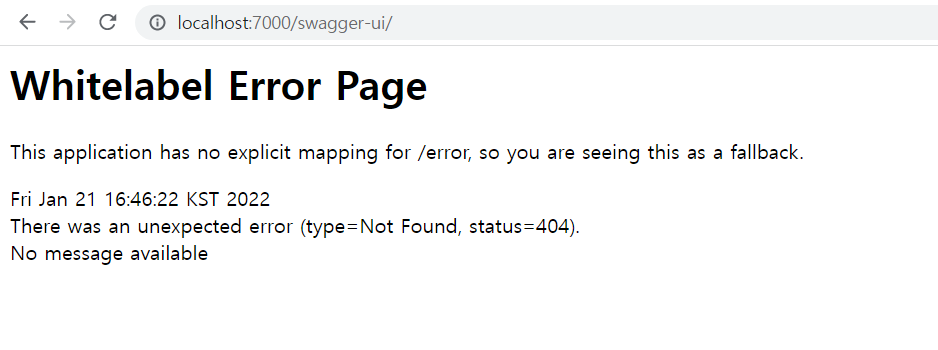 localhost:7000/swagger-ui/
Whitelabel Error Page
This application has no explicit mapping for /error, so you are seeing this as a fallback.
Fri Jan 21 16:46:22 KST 2022
There was an unexpected error (type=Not Found, status=404).
No message available